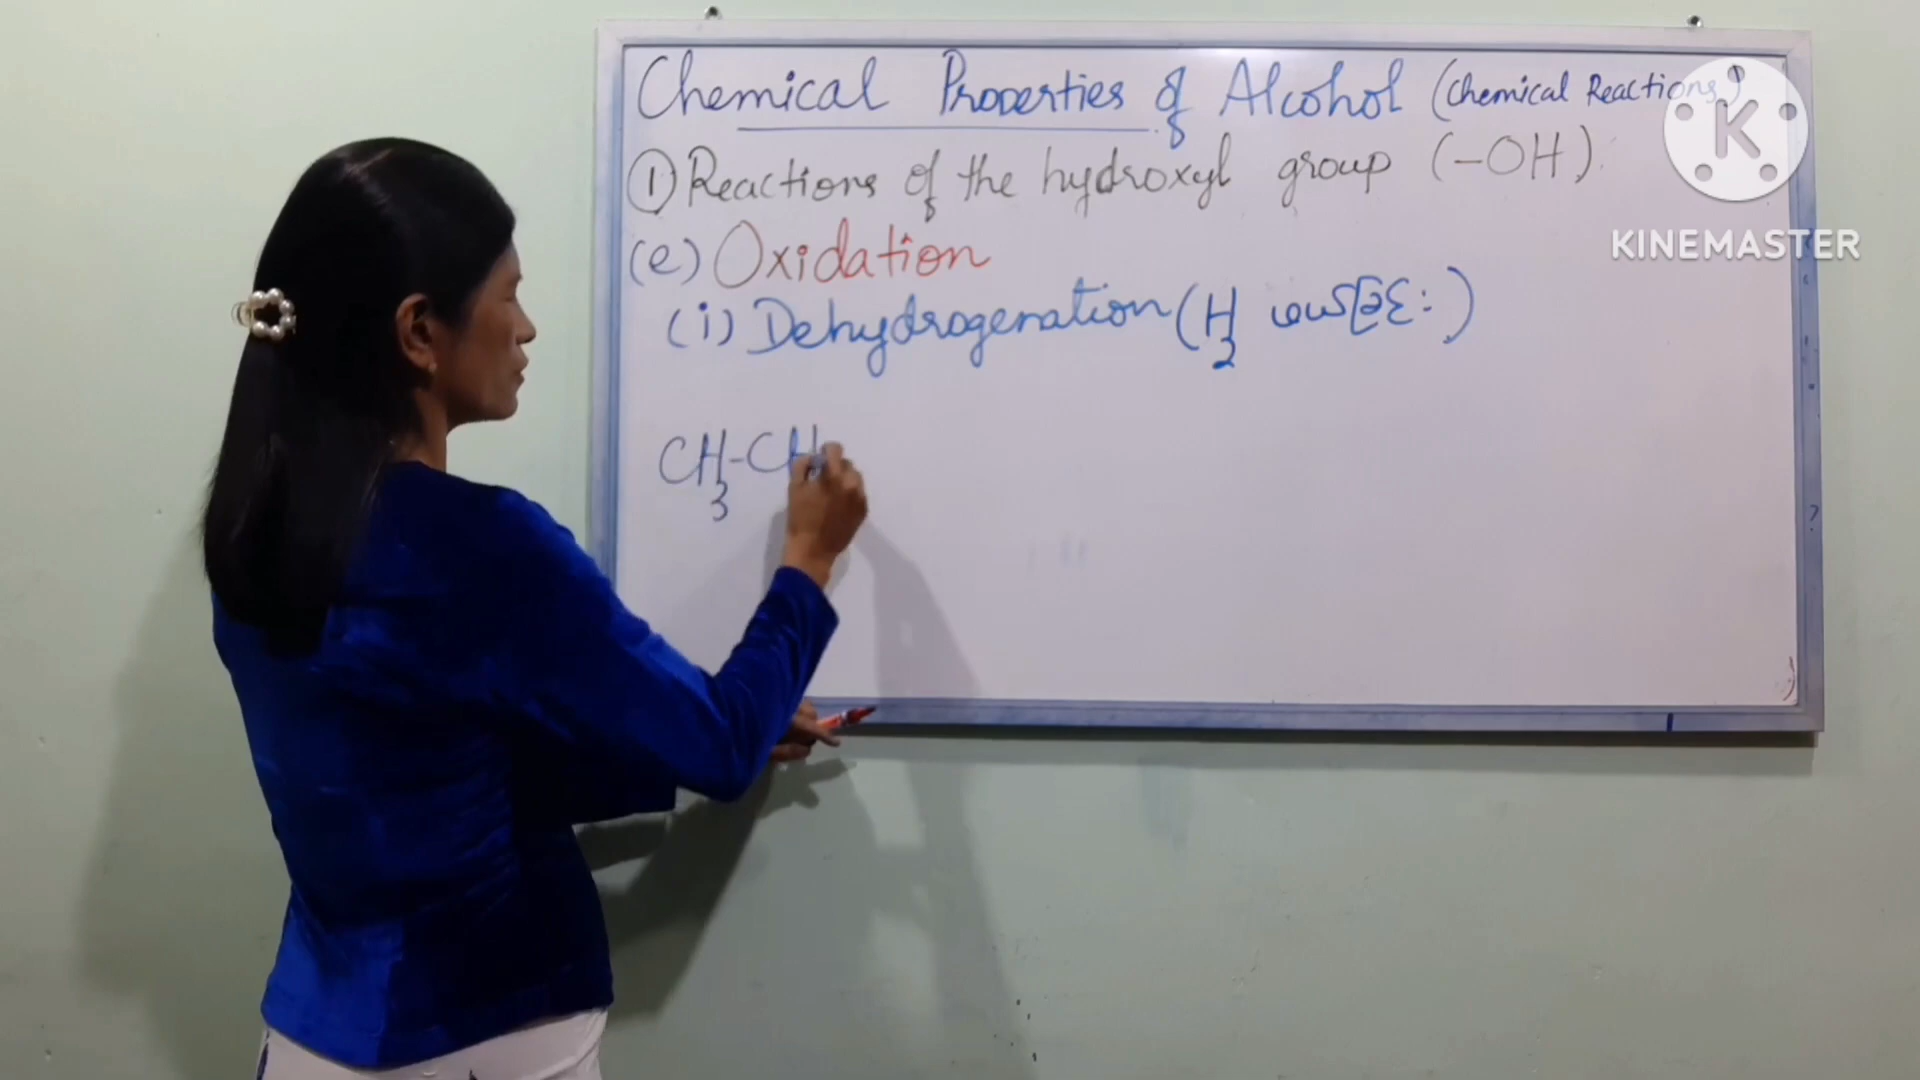 Chemical Properties of Alcohol (Chemical Reactions)
① Reactions of the hydroxyl group (-OH).
(e) Oxidation
(i) Dehydrogenation (H₂ ဖယ်ခြင်း)
CH₃-CH
K
KINEMASTER